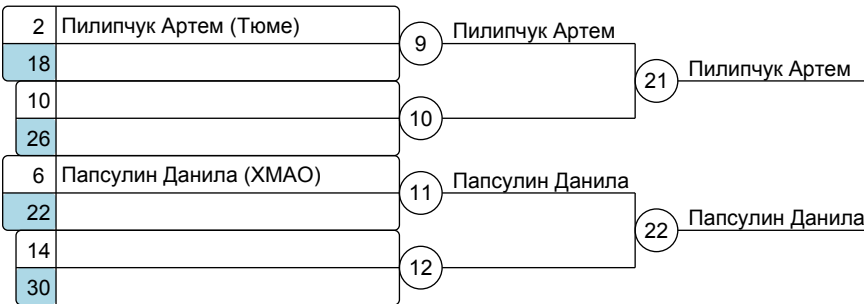 2 Пилипчук Артем (Тюме)
18
9 Пилипчук Артем
21 Пилипчук Артем
10
26
10
6 Папсулин Данила (ХМАО)
22
11 Папсулин Данила
22 Папсулин Данила
14
30
12